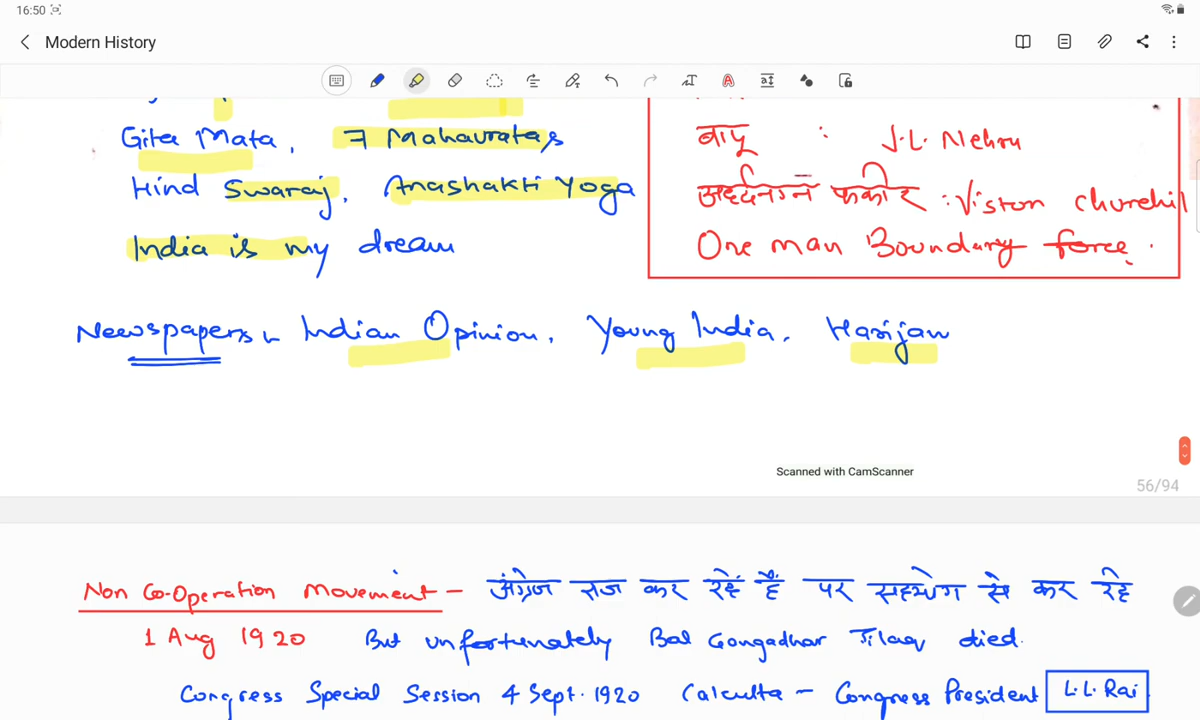 16:50
Modern History
Gita Mata, 7 Mahavratas
Hind Swaraj, Anashakti Yoga
India is my dream
बापू : J.L. Nehru
अर्धदनग्न फकीर : Viston Churchil
One man Boundary force.
Newspapers Indian Opinion, Young India, Harijan
Scanned with CamScanner
56/94
Non Co-Operation Movement - अंग्रेज राज कर रहे हैं पर सहयोग से कर रहे
1 Aug 1920 But unfortunately Bal Gangadhar Tilaq died.
Congress Special Session 4 Sept. 1920 Calcutta - Congress President L.L. Rai